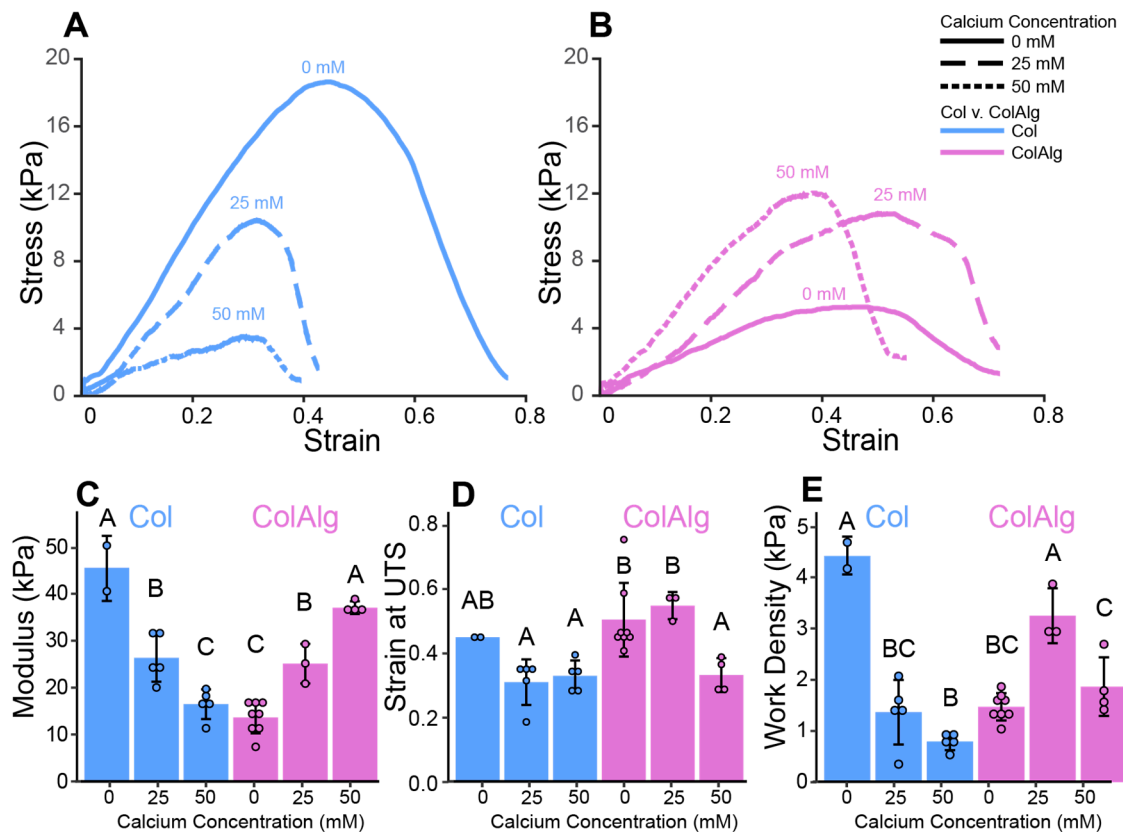 A
B
Calcium Concentration
0 mM
25 mM
50 mM
Col v. ColAlg
Col
ColAlg
Stress (kPa)
20
16
12
8
4
0
0 mM
25 mM
50 mM
0
0.2
0.4
0.6
0.8
Strain
Stress (kPa)
20
16
12
8
4
0
50 mM
25 mM
0 mM
0
0.2
0.4
0.6
0.8
Strain
C
Col
ColAlg
Modulus (kPa)
50
40
30
20
10
0
A
B
C
C
B
A
0
25
50
0
25
50
Calcium Concentration (mM)
D
Col
ColAlg
Strain at UTS
0.8
0.6
0.4
0.2
0.0
AB
A
A
B
B
A
0
25
50
0
25
50
Calcium Concentration (mM)
E
Col
ColAlg
Work Density (kPa)
5
4
3
2
1
0
A
BC
B
BC
A
C
0
25
50
0
25
50
Calcium Concentration (mM)